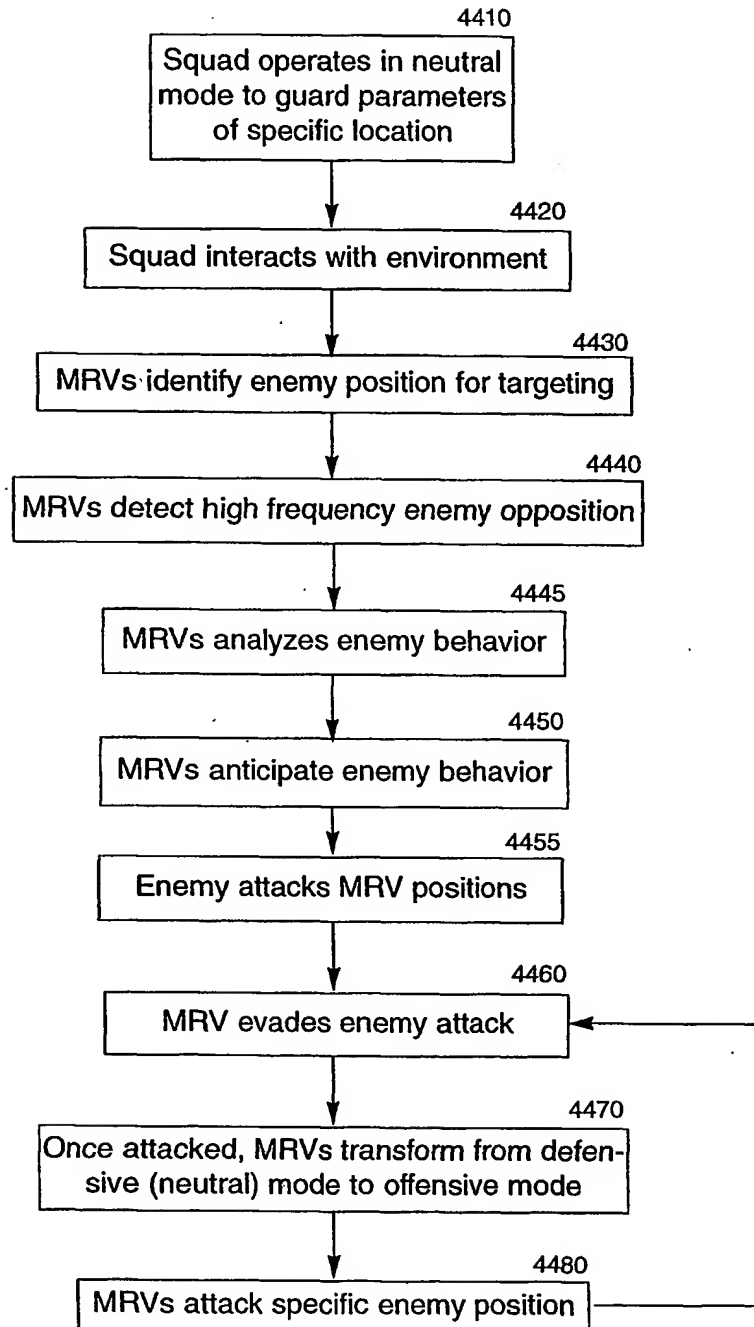 4410
Squad operates in neutral
mode to guard parameters
of specific location
4420
Squad interacts with environment
4430
MRVs identify enemy position for targeting
4440
MRVs detect high frequency enemy opposition
4445
MRVs analyzes enemy behavior
4450
MRVs anticipate enemy behavior
4455
Enemy attacks MRV positions
4460
MRV evades enemy attack
4470
Once attacked, MRVs transform from defen-
sive (neutral) mode to offensive mode
4480
MRVs attack specific enemy position